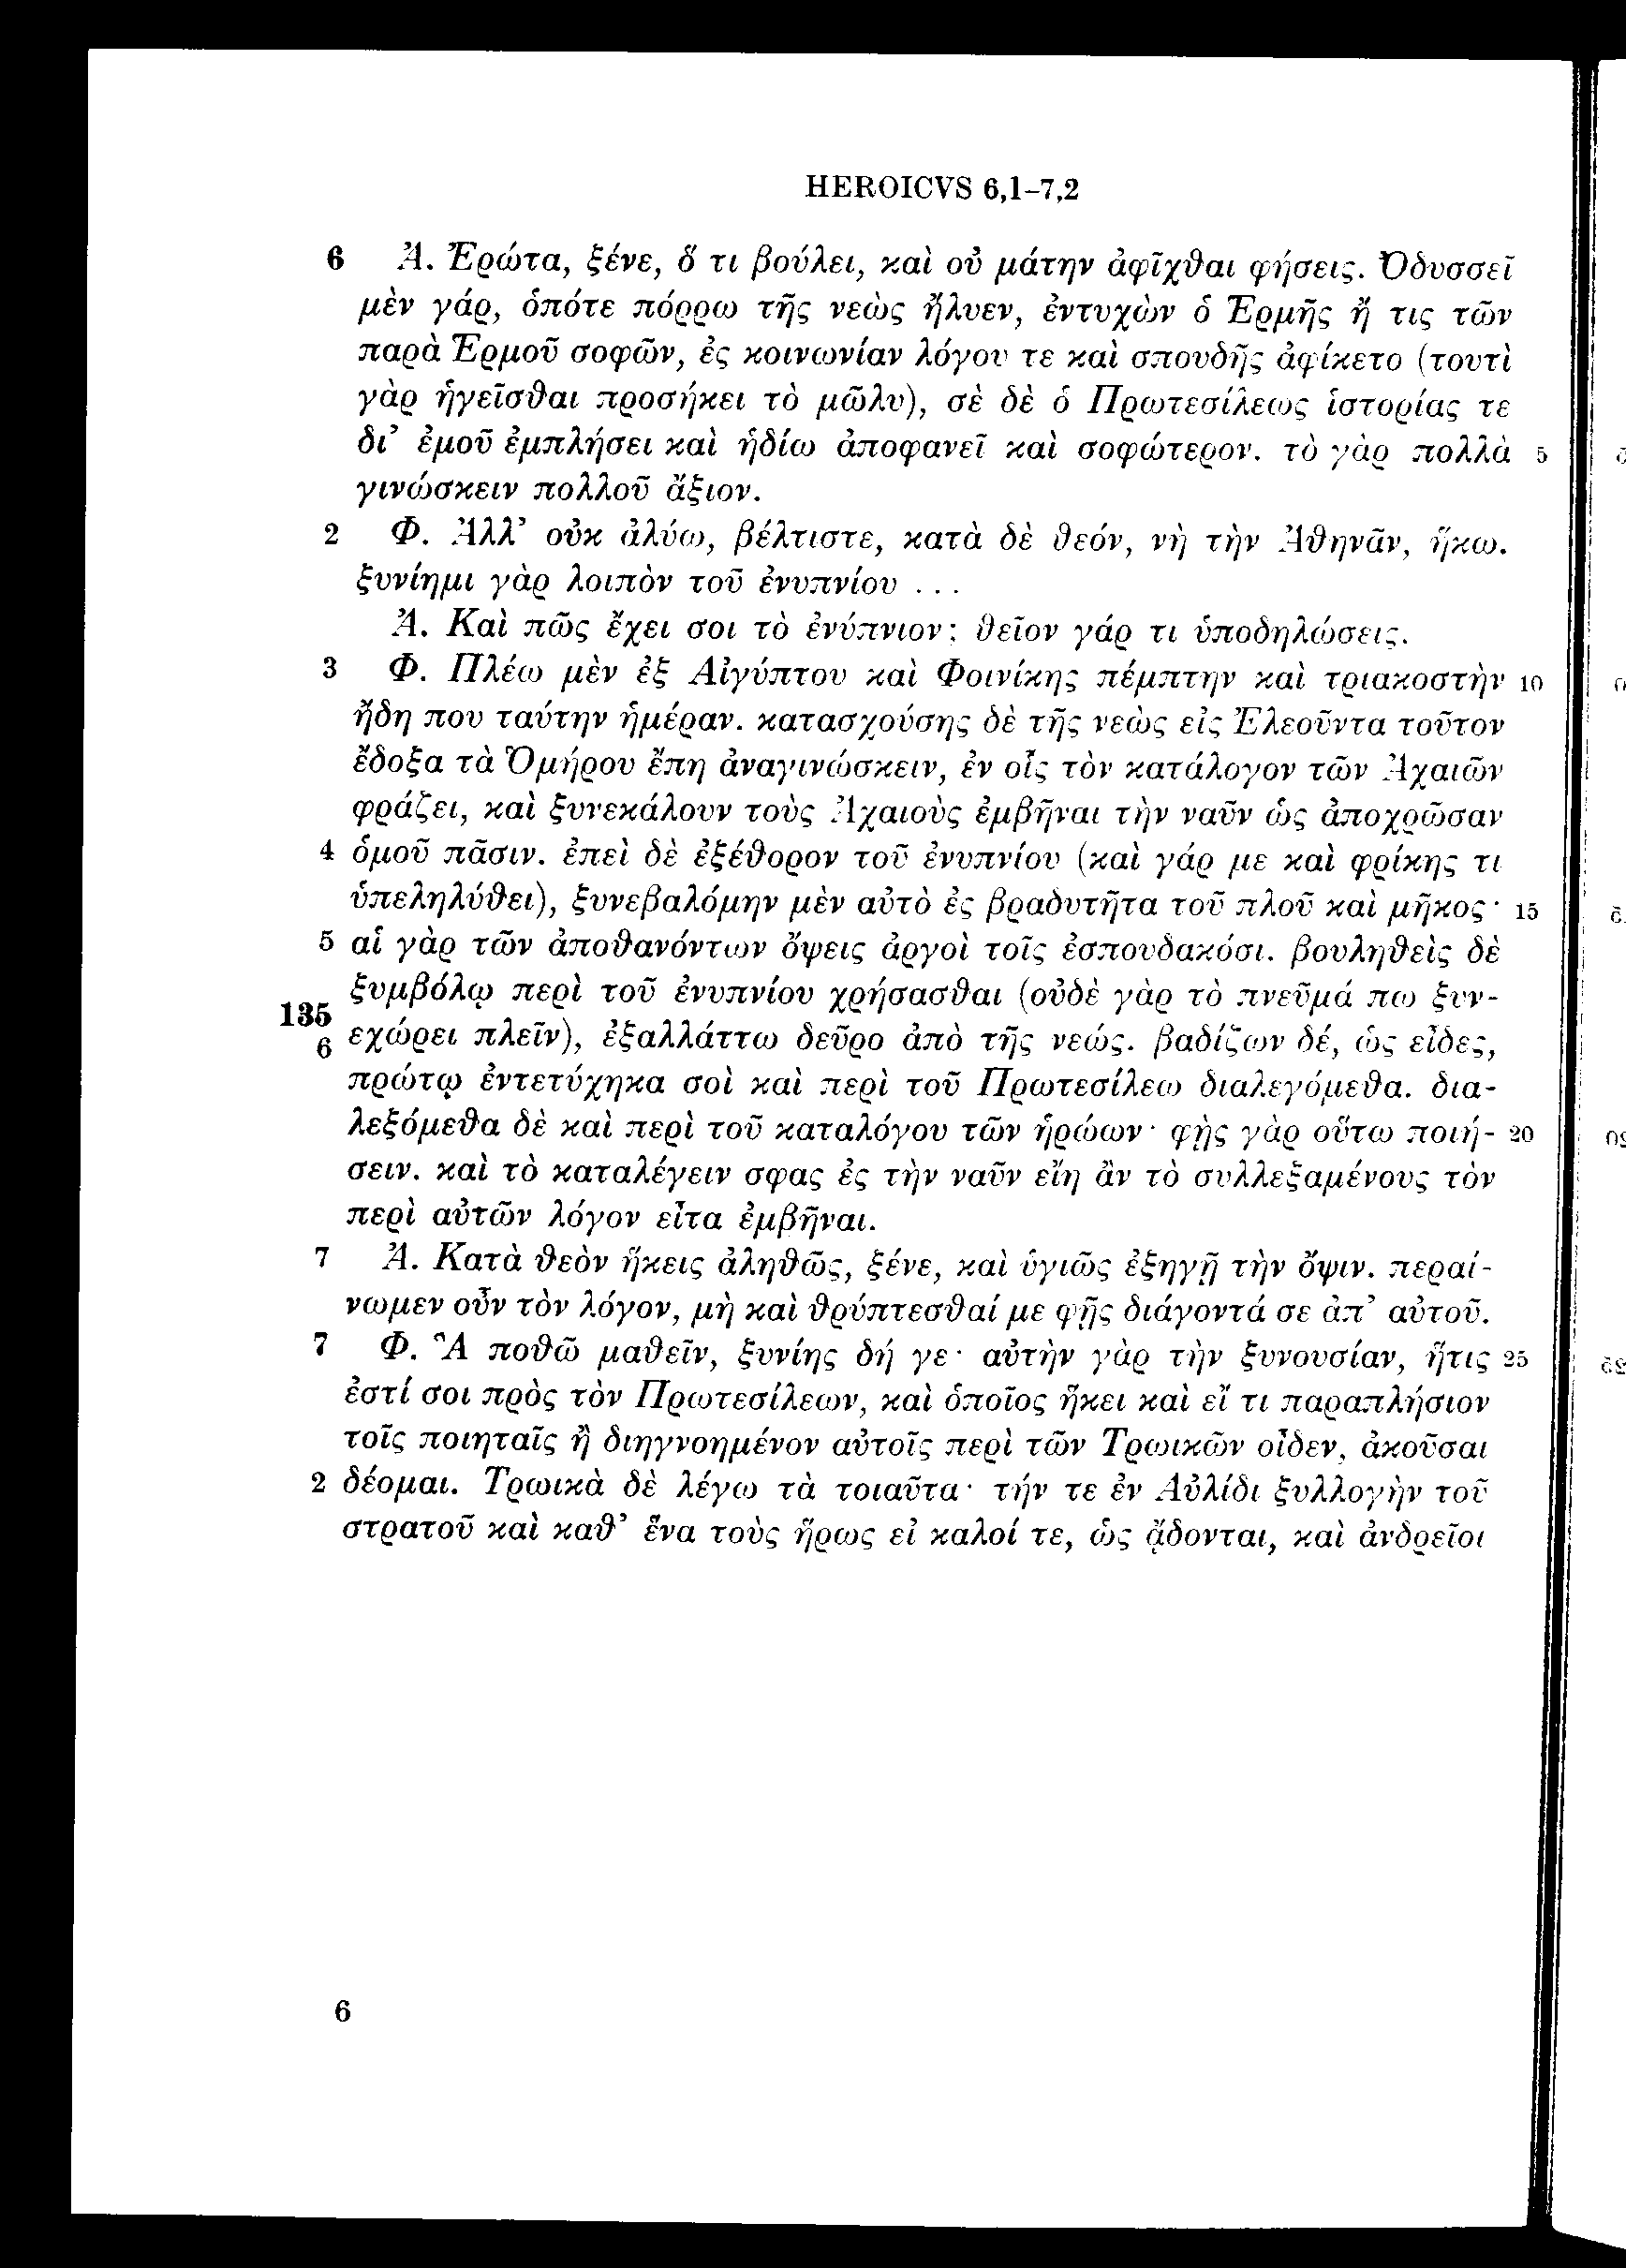 HEROICVS 6,1–7,2
6 Ἀ. Ἐρώτα, ξένε, ὅ τι βούλει, καὶ οὐ μάτην ἀφῖχθαι φήσεις. Ὀδυσσεῖ
μὲν γάρ, ὁπότε πόρρω τῆς νεὼς ἤλυεν, ἐντυχὼν ὁ Ἑρμῆς ἤ τις τῶν
παρὰ Ἑρμοῦ σοφῶν, ἐς κοινωνίαν λόγου τε καὶ σπουδῆς ἀφίκετο (τουτὶ
γὰρ ἡγεῖσθαι προσήκει τὸ μῶλυ), σὲ δὲ ὁ Πρωτεσίλεως ἱστορίας τε
δι’ ἐμοῦ ἐμπλήσει καὶ ἡδίω ἀποφανεῖ καὶ σοφώτερον. τὸ γὰρ πολλὰ 5
γινώσκειν πολλοῦ ἄξιον.
2 Φ. Ἀλλ’ οὐκ ἀλύω, βέλτιστε, κατὰ δὲ θεόν, νὴ τὴν Ἀθηνᾶν, ἥκω.
ξυνίημι γὰρ λοιπὸν τοῦ ἐνυπνίου ...
Ἀ. Καὶ πῶς ἔχει σοι τὸ ἐνύπνιον; θεῖον γάρ τι ὑποδηλώσεις.
3 Φ. Πλέω μὲν ἐξ Αἰγύπτου καὶ Φοινίκης πέμπτην καὶ τριακοστὴν 10
ἤδη που ταύτην ἡμέραν. κατασχούσης δὲ τῆς νεὼς εἰς Ἐλεοῦντα τοῦτον
ἔδοξα τὰ Ὁμήρου ἔπη ἀναγινώσκειν, ἐν οἷς τὸν κατάλογον τῶν Ἀχαιῶν
φράζει, καὶ ξυνεκάλουν τοὺς Ἀχαιοὺς ἐμβῆναι τὴν ναῦν ὡς ἀποχρῶσαν
4 ὁμοῦ πᾶσιν. ἐπεὶ δὲ ἐξέθορον τοῦ ἐνυπνίου (καὶ γάρ με καὶ φρίκης τι
ὑπεληλύθει), ξυνεβαλόμην μὲν αὐτὸ ἐς βραδυτῆτα τοῦ πλοῦ καὶ μῆκος· 15
5 αἱ γὰρ τῶν ἀποθανόντων ὄψεις ἀργοὶ τοῖς ἐσπουδακόσι. βουληθεὶς δὲ
ξυμβόλῳ περὶ τοῦ ἐνυπνίου χρήσασθαι (οὐδὲ γὰρ τὸ πνεῦμά πω ξυν-
135
6 εχώρει πλεῖν), ἐξαλλάττω δεῦρο ἀπὸ τῆς νεώς. βαδίζων δέ, ὡς εἶδες,
πρώτῳ ἐντετύχηκα σοὶ καὶ περὶ τοῦ Πρωτεσίλεω διαλεγόμεθα. δια-
λεξόμεθα δὲ καὶ περὶ τοῦ καταλόγου τῶν ἡρώων· φῂς γὰρ οὕτω ποιή- 20
σειν. καὶ τὸ καταλέγειν σφας ἐς τὴν ναῦν εἴη ἂν τὸ συλλεξαμένους τὸν
περὶ αὐτῶν λόγον εἶτα ἐμβῆναι.
7 Ἀ. Κατὰ θεὸν ἥκεις ἀληθῶς, ξένε, καὶ ὑγιῶς ἐξηγῇ τὴν ὄψιν. περαί-
νωμεν οὖν τὸν λόγον, μὴ καὶ θρύπτεσθαί με φῇς διάγοντά σε ἀπ’ αὐτοῦ.
7 Φ. Ἃ ποθῶ μαθεῖν, ξυνίης δή γε· αὐτὴν γὰρ τὴν ξυνουσίαν, ἥτις 25
ἐστί σοι πρὸς τὸν Πρωτεσίλεων, καὶ ὁποῖος ἥκει καὶ εἴ τι παραπλήσιον
τοῖς ποιηταῖς ἢ διηγνοημένον αὐτοῖς περὶ τῶν Τρωικῶν οἶδεν, ἀκοῦσαι
2 δέομαι. Τρωικὰ δὲ λέγω τὰ τοιαῦτα· τήν τε ἐν Αὐλίδι ξυλλογὴν τοῦ
στρατοῦ καὶ καθ’ ἕνα τοὺς ἥρως εἰ καλοί τε, ὡς ᾄδονται, καὶ ἀνδρεῖοι
6